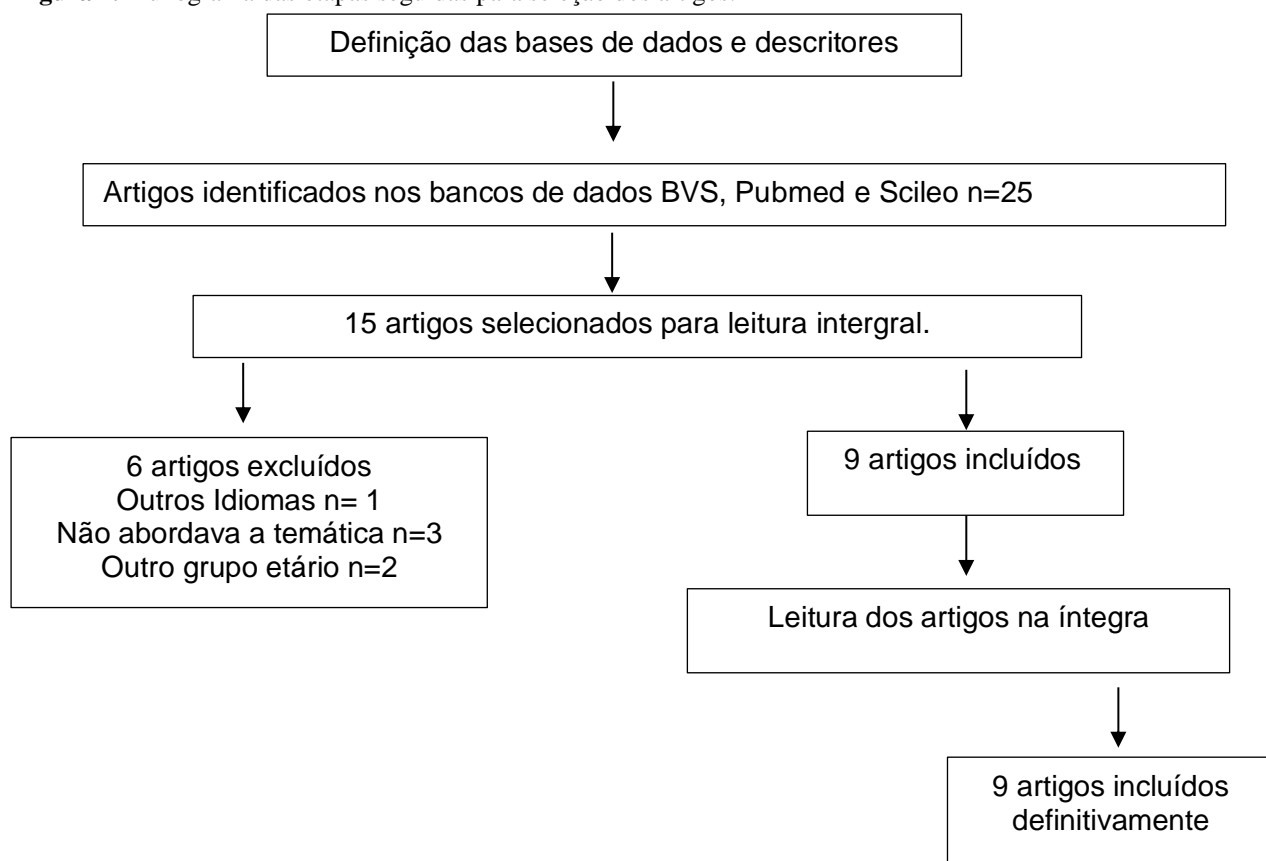 Definição das bases de dados e descritores
Artigos identificados nos bancos de dados BVS, Pubmed e Scileo n=25
15 artigos selecionados para leitura intergral.
6 artigos excluídos
Outros Idiomas n= 1
Não abordava a temática n=3
Outro grupo etário n=2
9 artigos incluídos
Leitura dos artigos na íntegra
9 artigos incluídos
definitivamente